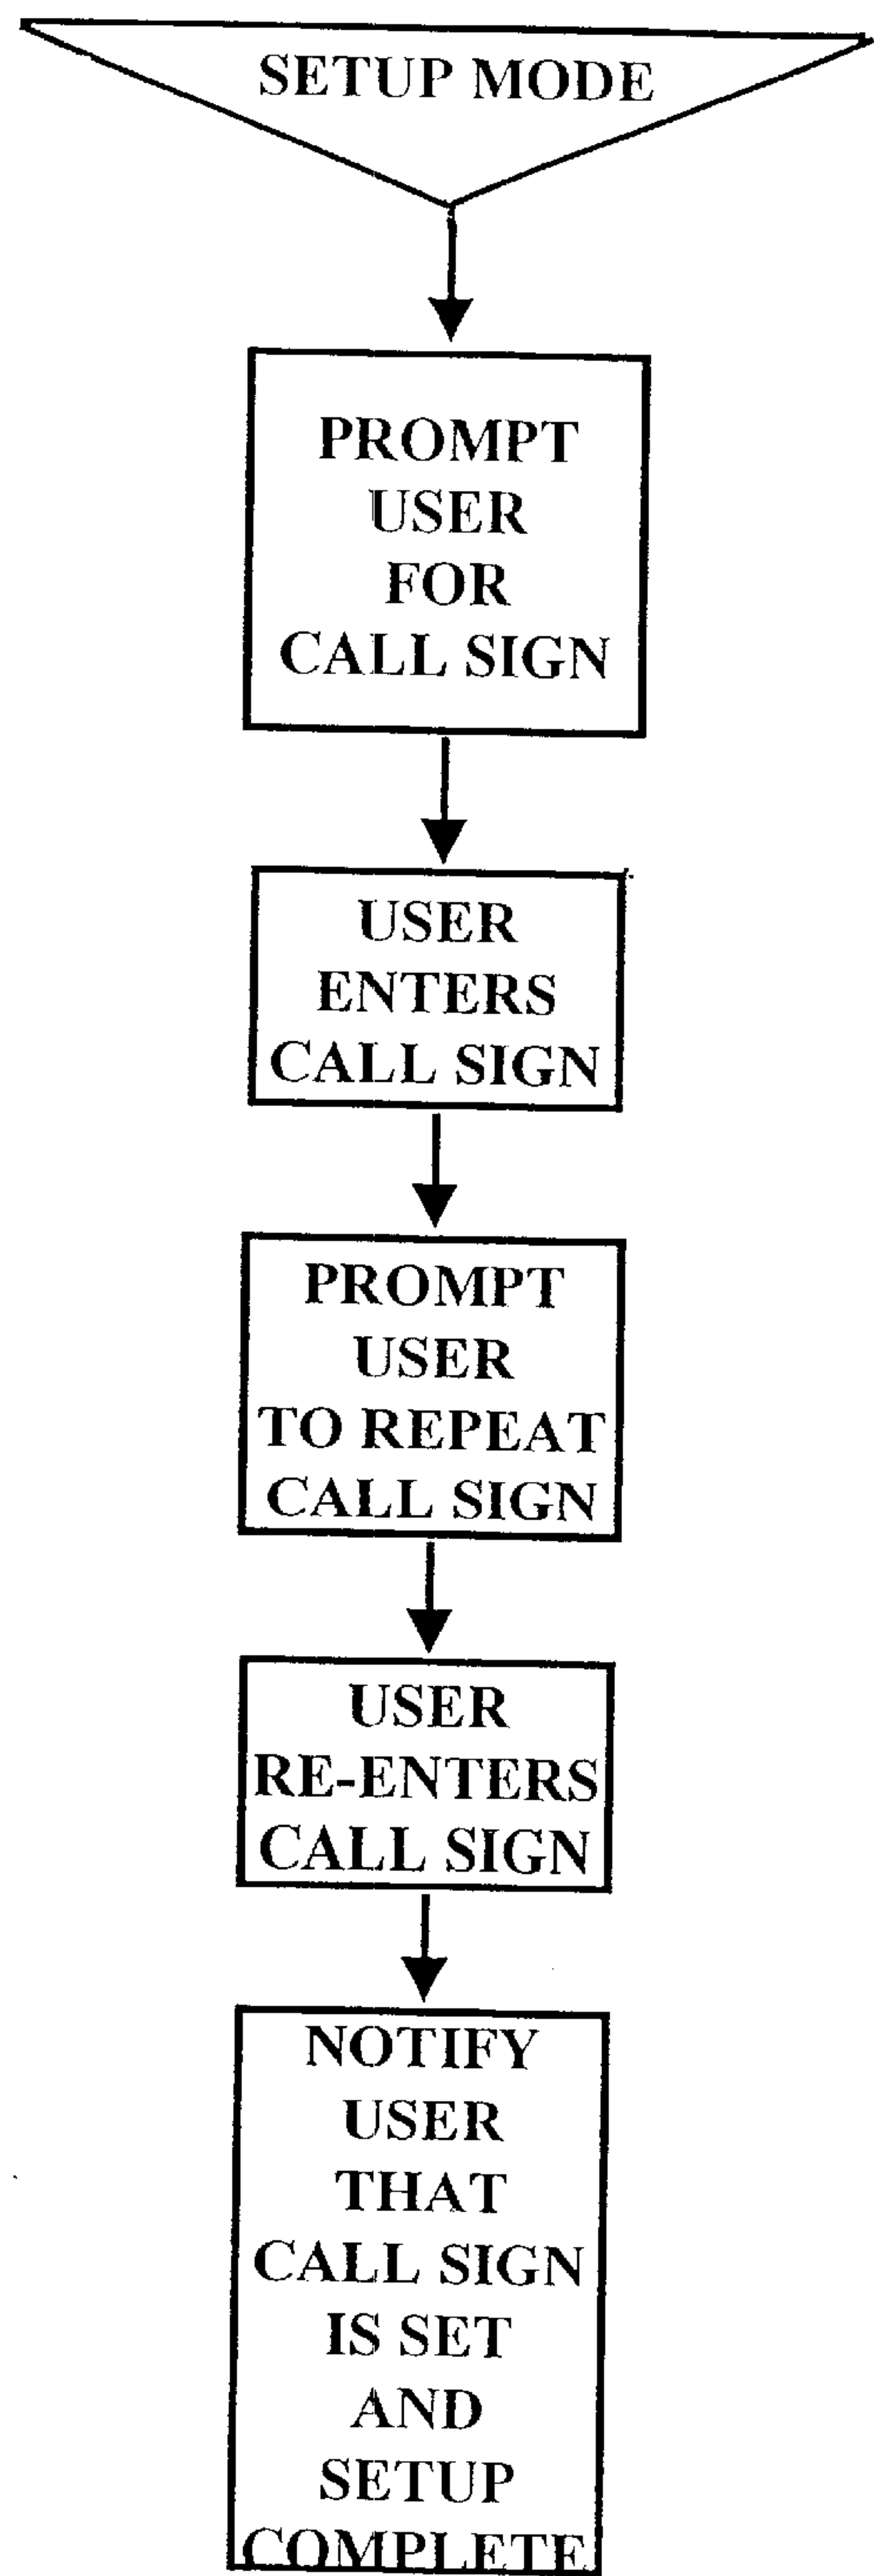 SETUP MODE
PROMPT
USER
FOR
CALL SIGN
USER
ENTERS
CALL SIGN
PROMPT
USER
TO REPEAT
CALL SIGN
USER
RE-ENTERS
CALL SIGN
NOTIFY
USER
THAT
CALL SIGN
IS SET
AND
SETUP
COMPLETE